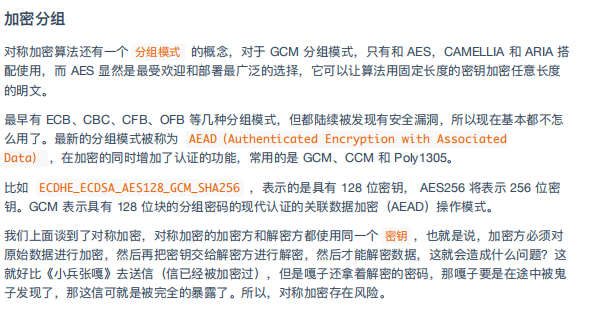 加密分组
对称加密算法还有一个 分组模式 的概念，对于 GCM 分组模式，只有和 AES，CAMELLIA 和 ARIA 搭
配使用，而 AES 显然是最受欢迎和部署最广泛的选择，它可以让算法用固定长度的密钥加密任意长度
的明文。
最早有 ECB、CBC、CFB、OFB 等几种分组模式，但都陆续被发现有安全漏洞，所以现在基本都不怎
么用了。最新的分组模式被称为 AEAD (Authenticated Encryption with Associated
Data) ，在加密的同时增加了认证的功能，常用的是 GCM、CCM 和 Poly1305。
比如 ECDHE_ECDSA_AES128_GCM_SHA256 ，表示的是具有 128 位密钥， AES256 将表示 256 位密
钥。GCM 表示具有 128 位块的分组密码的现代认证的关联数据加密（AEAD）操作模式。
我们上面谈到了对称加密，对称加密的加密方和解密方都使用同一个 密钥 ，也就是说，加密方必须对
原始数据进行加密，然后再把密钥交给解密方进行解密，然后才能解密数据，这就会造成什么问题？这
就好比《小兵张嘎》去送信（信已经被加密过），但是嘎子还拿着解密的密码，那嘎子要是在途中被鬼
子发现了，那这信可就是被完全的暴露了。所以，对称加密存在风险。